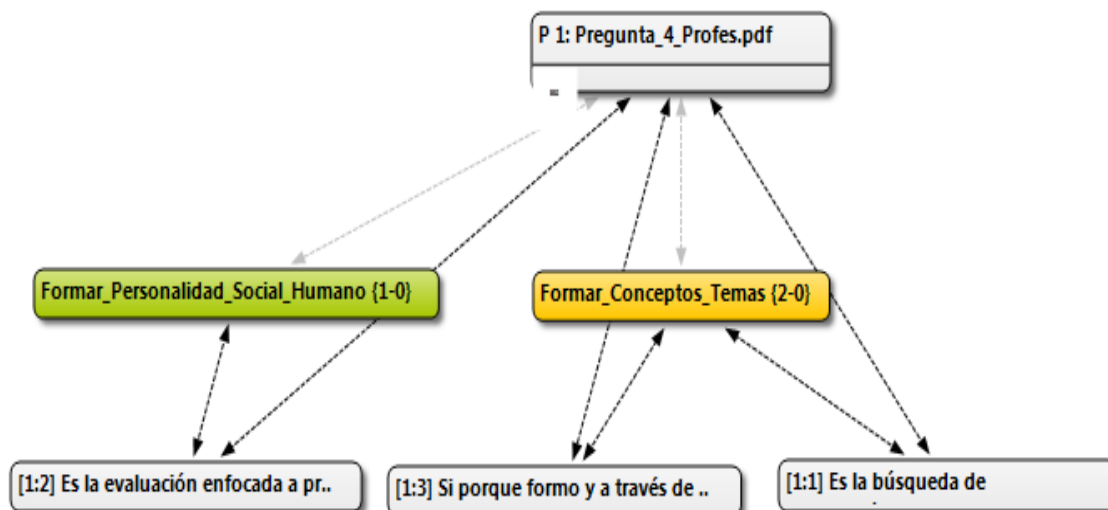 P 1: Pregunta_4_Profes.pdf
Formar_Personalidad_Social_Humano {1-0}
Formar_Conceptos_Temas {2-0}
[1:2] Es la evaluación enfocada a pr..
[1:3] Si porque formo y a través de ..
[1:1] Es la búsqueda de